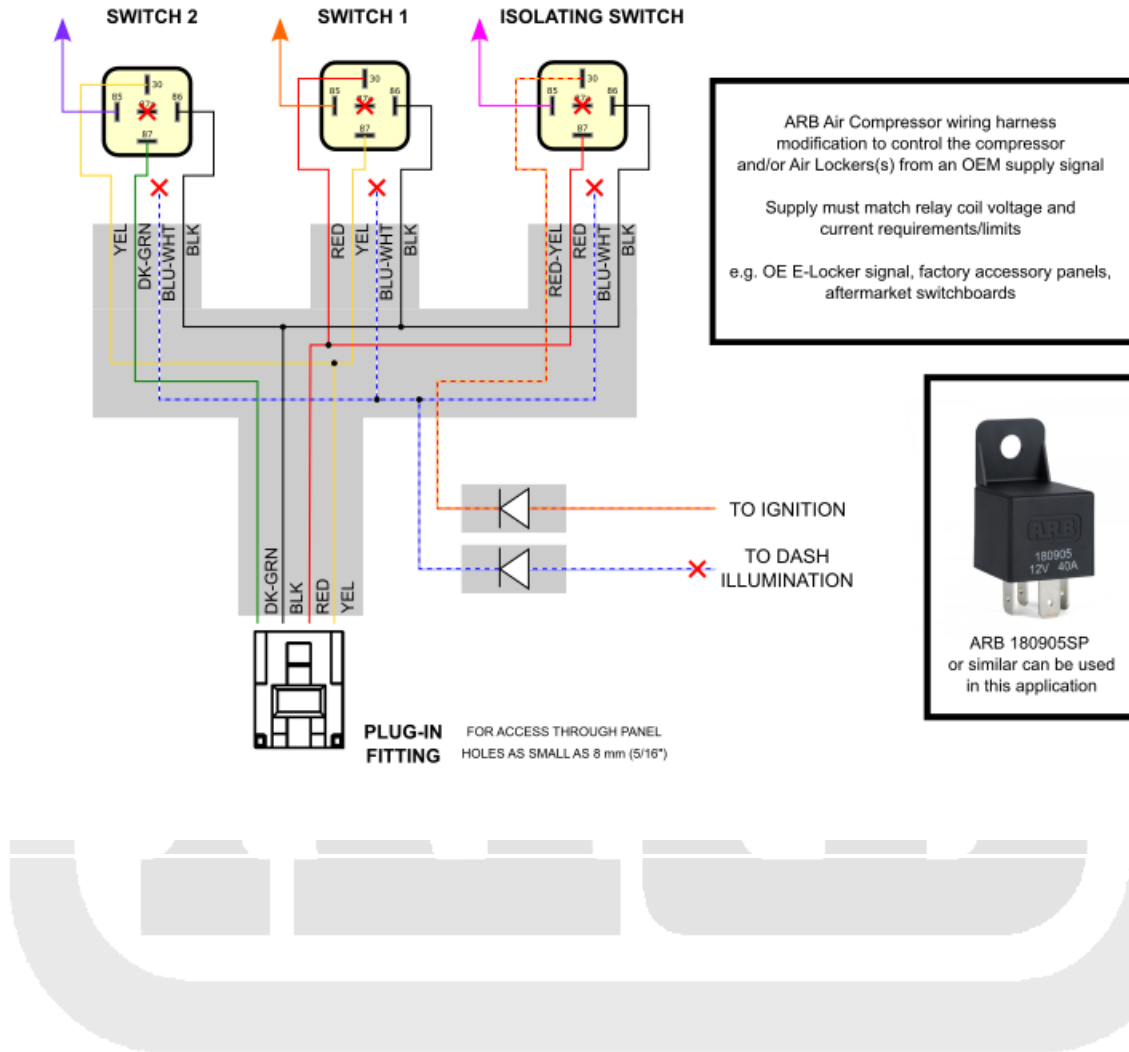 SWITCH 2
SWITCH 1
ISOLATING SWITCH
30
85
86
87
30
85
86
87
30
85
86
87
ARB Air Compressor wiring harness
modification to control the compressor
and/or Air Lockers(s) from an OEM supply signal
Supply must match relay coil voltage and
current requirements/limits
e.g. OE E-Locker signal, factory accessory panels,
aftermarket switchboards
YEL
DK-GRN
BLU-WHT
BLK
RED
YEL
BLU-WHT
BLK
RED-YEL
RED
BLU-WHT
BLK
TO IGNITION
TO DASH
ILLUMINATION
DK-GRN
BLK
RED
YEL
ARB
180905
12V 40A
ARB 180905SP
or similar can be used
in this application
PLUG-IN
FITTING
FOR ACCESS THROUGH PANEL
HOLES AS SMALL AS 8 mm (5/16")